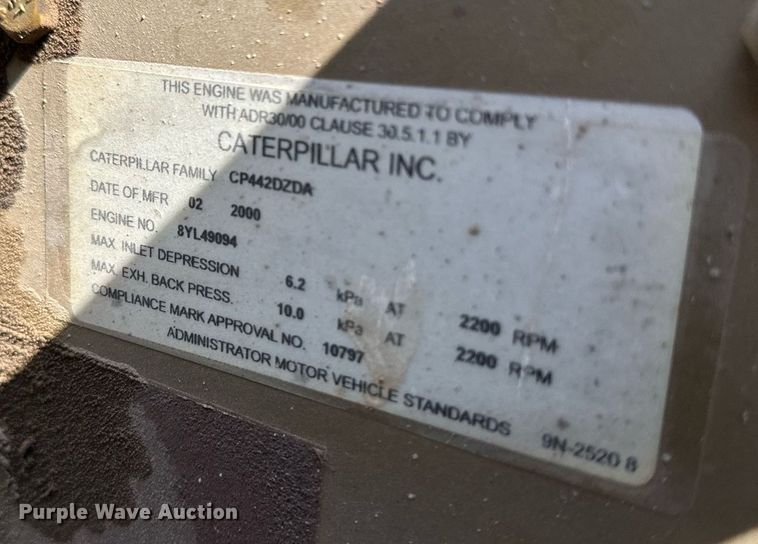 THIS ENGINE WAS MANUFACTURED TO COMPLY
WITH ADR30/00 CLAUSE 30.5.1.1 BY
CATERPILLAR INC.
CATERPILLAR FAMILY CP442DZDA
DATE OF MFR 02 2000
ENGINE NO. 8YL49094
MAX. INLET DEPRESSION 6.2 kPa AT 2200 RPM
MAX. EXH. BACK PRESS. 10.0 kPa AT 2200 RPM
COMPLIANCE MARK APPROVAL NO. 10797
ADMINISTRATOR MOTOR VEHICLE STANDARDS 9N-2520 8
Purple Wave Auction